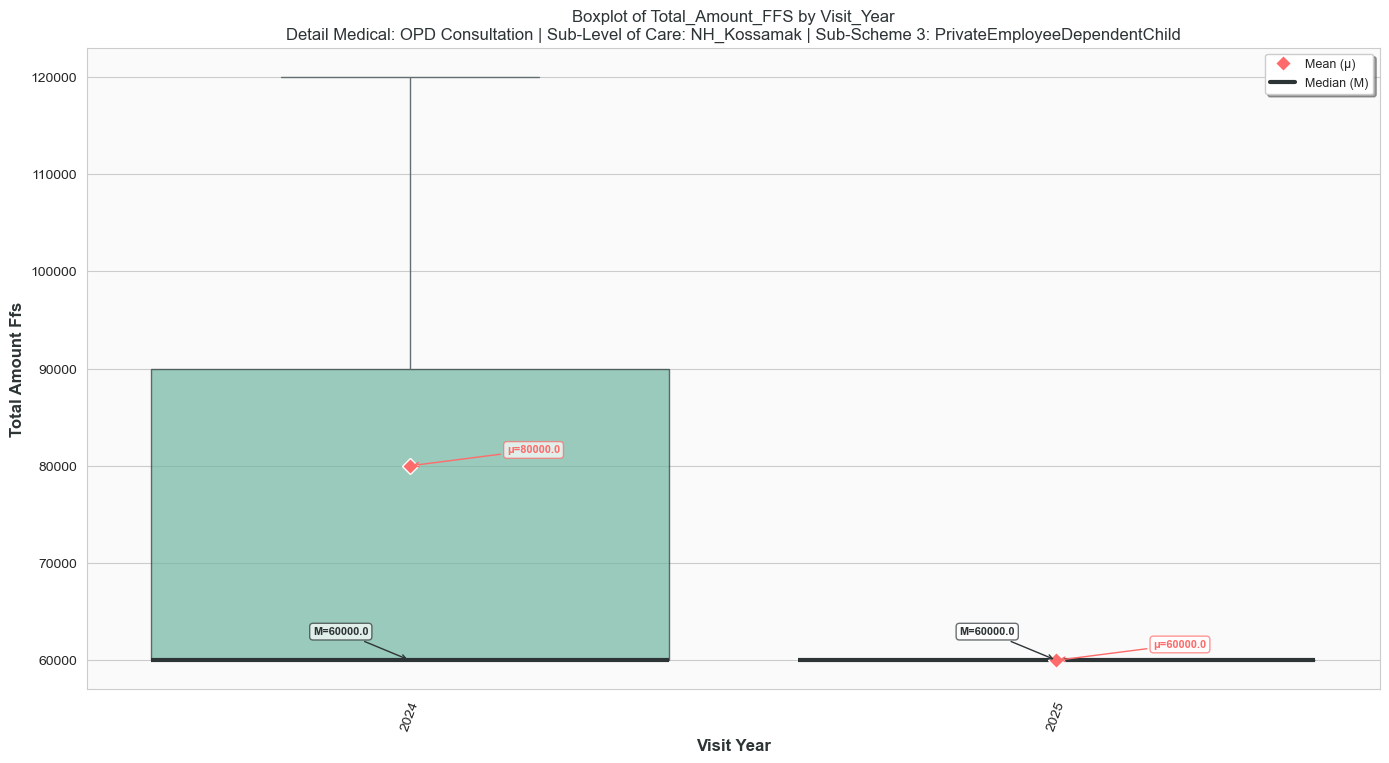 Boxplot of Total_Amount_FFS by Visit_Year
Detail Medical: OPD Consultation | Sub-Level of Care: NH_Kossamak | Sub-Scheme 3: PrivateEmployeeDependentChild
Mean (μ)
Median (M)
120000
110000
100000
90000
80000
70000
60000
Total Amount Ffs
μ=80000.0
M=60000.0
M=60000.0
μ=60000.0
2024
2025
Visit Year